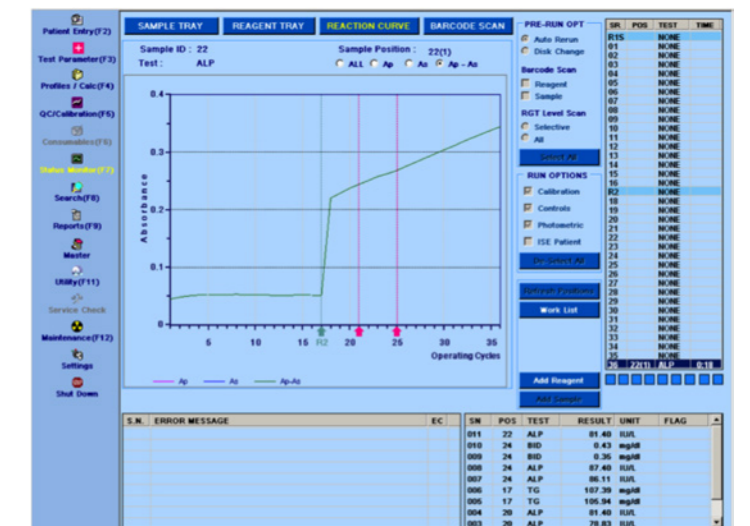 Patient Entry(F2)
Test Parameter(F3)
Profiles / Calc(F4)
QC/Calibration(F5)
Consumables(F6)
Status Monitor(F7)
Search(F8)
Reports(F9)
Master
Utility(F11)
Service Check
Maintenance(F12)
Settings
Shut Down
SAMPLE TRAY REAGENT TRAY REACTION CURVE BARCODE SCAN
Sample ID : 22 Sample Position : 22(1)
Test : ALP ALL Ap As Ap - As
Absorbance
0.4
0.3
0.2
0.1
0
5 10 15 R2 20 25 30 35
Operating Cycles
Ap As Ap-As
PRE-RUN OPT
Auto Rerun
Disk Change
Barcode Scan
Reagent
Sample
RGT Level Scan
Selective
All
Select All
RUN OPTIONS
Calibration
Controls
Photometric
ISE Patient
De-Select All
Refresh Positions
Work List
Add Reagent
Add Sample
SR. POS TEST TIME
R1S NONE
01 NONE
02 NONE
03 NONE
04 NONE
05 NONE
06 NONE
07 NONE
08 NONE
09 NONE
10 NONE
11 NONE
12 NONE
13 NONE
14 NONE
15 NONE
16 NONE
R2 NONE
18 NONE
19 NONE
20 NONE
21 NONE
22 NONE
23 NONE
24 NONE
25 NONE
26 NONE
27 NONE
28 NONE
29 NONE
30 NONE
31 NONE
32 NONE
33 NONE
34 NONE
35 NONE
36 22(1) ALP 0:18
S.N. ERROR MESSAGE EC
SN POS TEST RESULT UNIT FLAG
011 22 ALP 81.40 IU/L
010 24 BID 0.43 mg/dl
009 24 BID 0.35 mg/dl
008 24 ALP 87.40 IU/L
007 24 ALP 86.11 IU/L
006 17 TG 107.39 mg/dl
005 17 TG 105.94 mg/dl
004 20 ALP 81.40 IU/L
003 20 ALP 78.83 IU/L